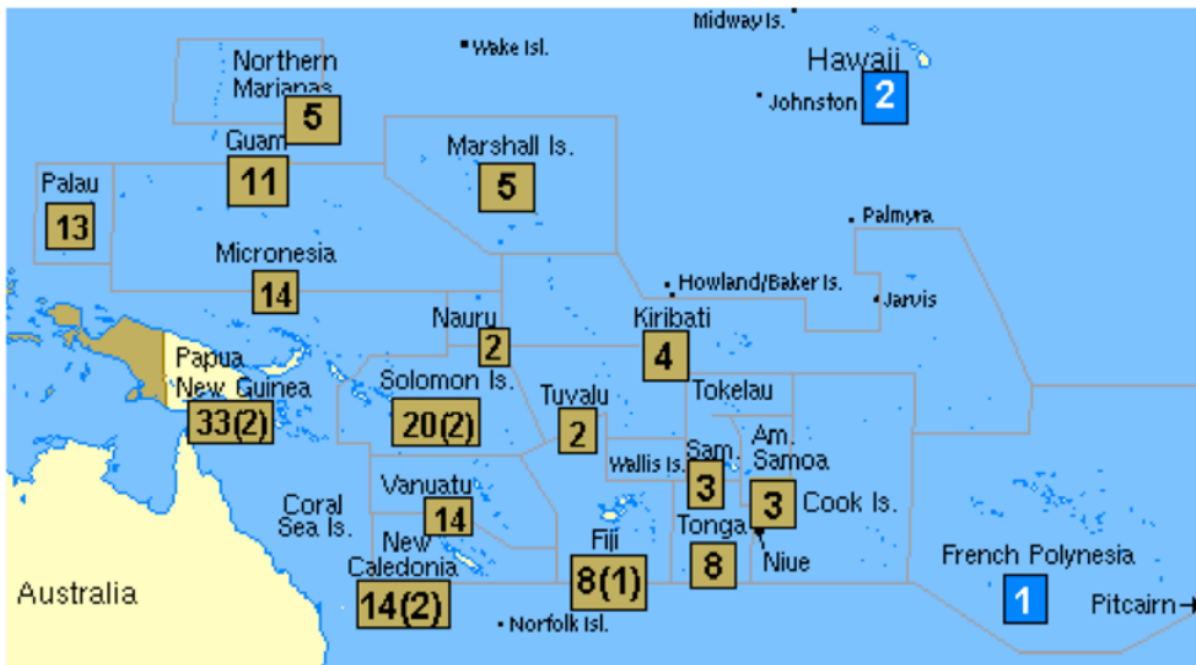 Midway Is.
Wake Isl.
Hawaii
Northern
Marianas
5
Johnston
2
Guam
11
Marshall Is.
5
Palau
13
Palmyra
Micronesia
14
Howland/Baker Is.
Jarvis
Nauru
2
Kiribati
4
Papua
New Guinea
33(2)
Solomon Is.
20(2)
Tuvalu
2
Tokelau
Am.
Samoa
Wallis Is.
Sam.
3
3
Cook Is.
Coral
Sea Is.
Vanuatu
14
New
Caledonia
14(2)
Fiji
8(1)
Tonga
8
Niue
French Polynesia
1
Pitcairn
Australia
Norfolk Isl.